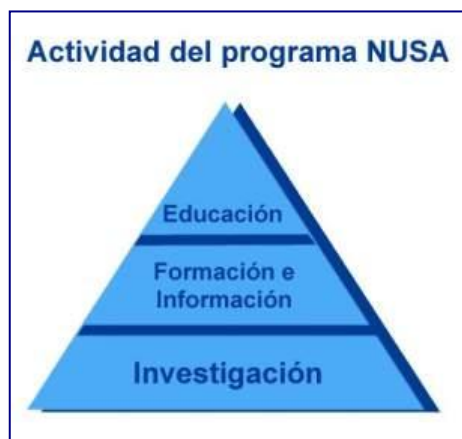 Actividad del programa NUSA
Educación
Formación e
Información
Investigación